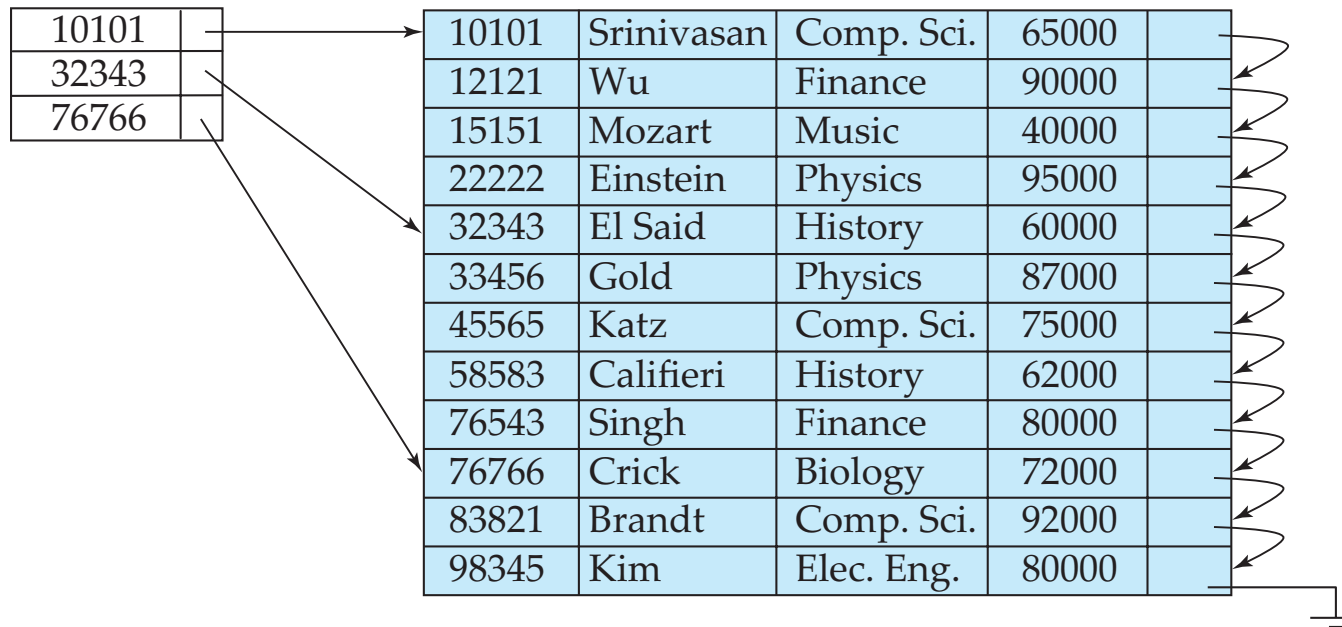 10101
32343
76766
10101 Srinivasan Comp. Sci. 65000
12121 Wu Finance 90000
15151 Mozart Music 40000
22222 Einstein Physics 95000
32343 El Said History 60000
33456 Gold Physics 87000
45565 Katz Comp. Sci. 75000
58583 Califieri History 62000
76543 Singh Finance 80000
76766 Crick Biology 72000
83821 Brandt Comp. Sci. 92000
98345 Kim Elec. Eng. 80000